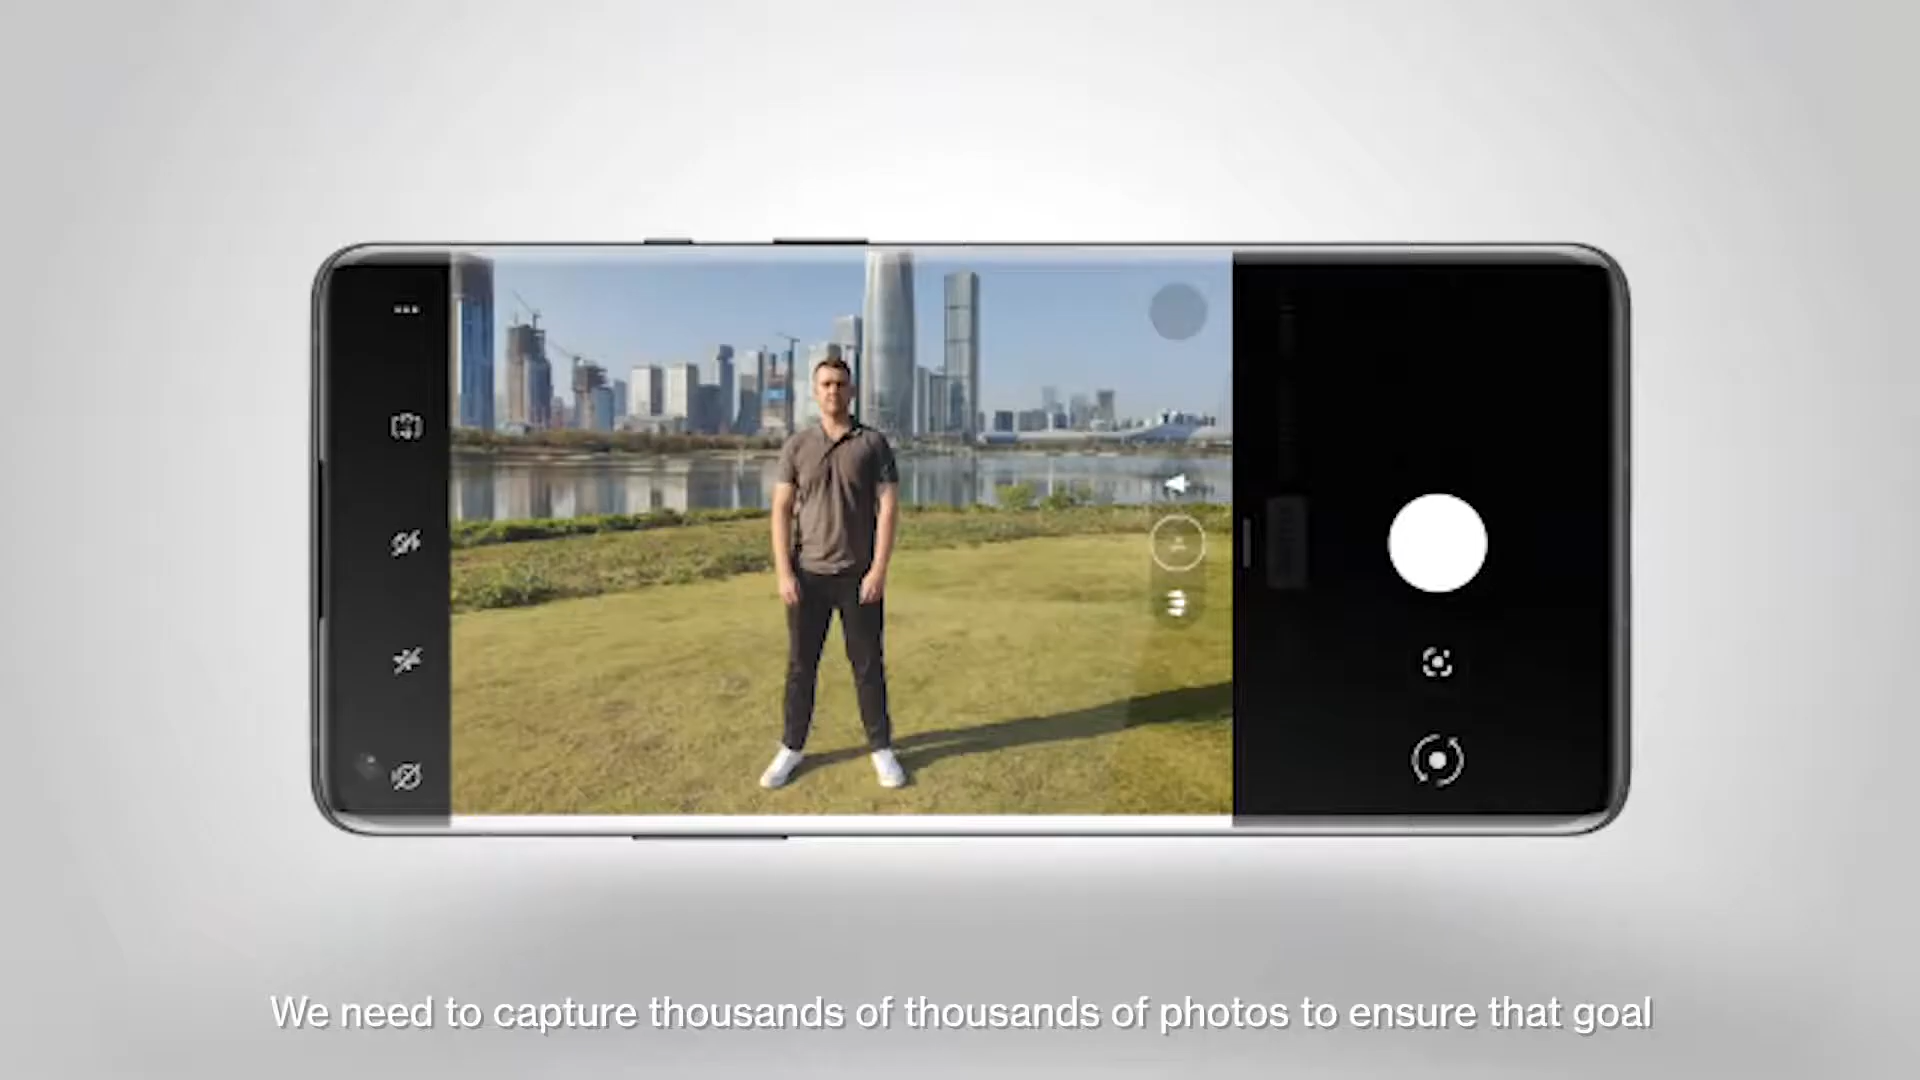 We need to capture thousands of thousands of photos to ensure that goal